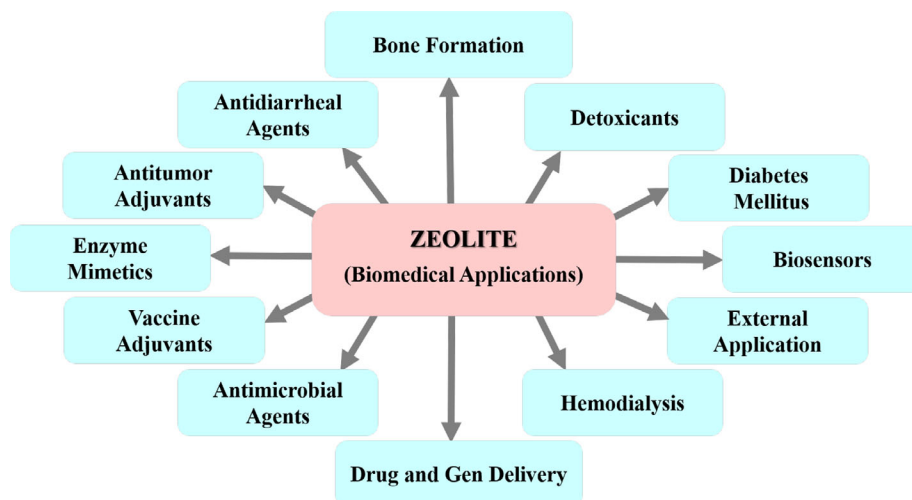 Bone Formation
Antidiarrheal
Agents
Detoxicants
Antitumor
Adjuvants
Diabetes
Mellitus
ZEOLITE
(Biomedical Applications)
Enzyme
Mimetics
Biosensors
Vaccine
Adjuvants
External
Application
Antimicrobial
Agents
Hemodialysis
Drug and Gen Delivery